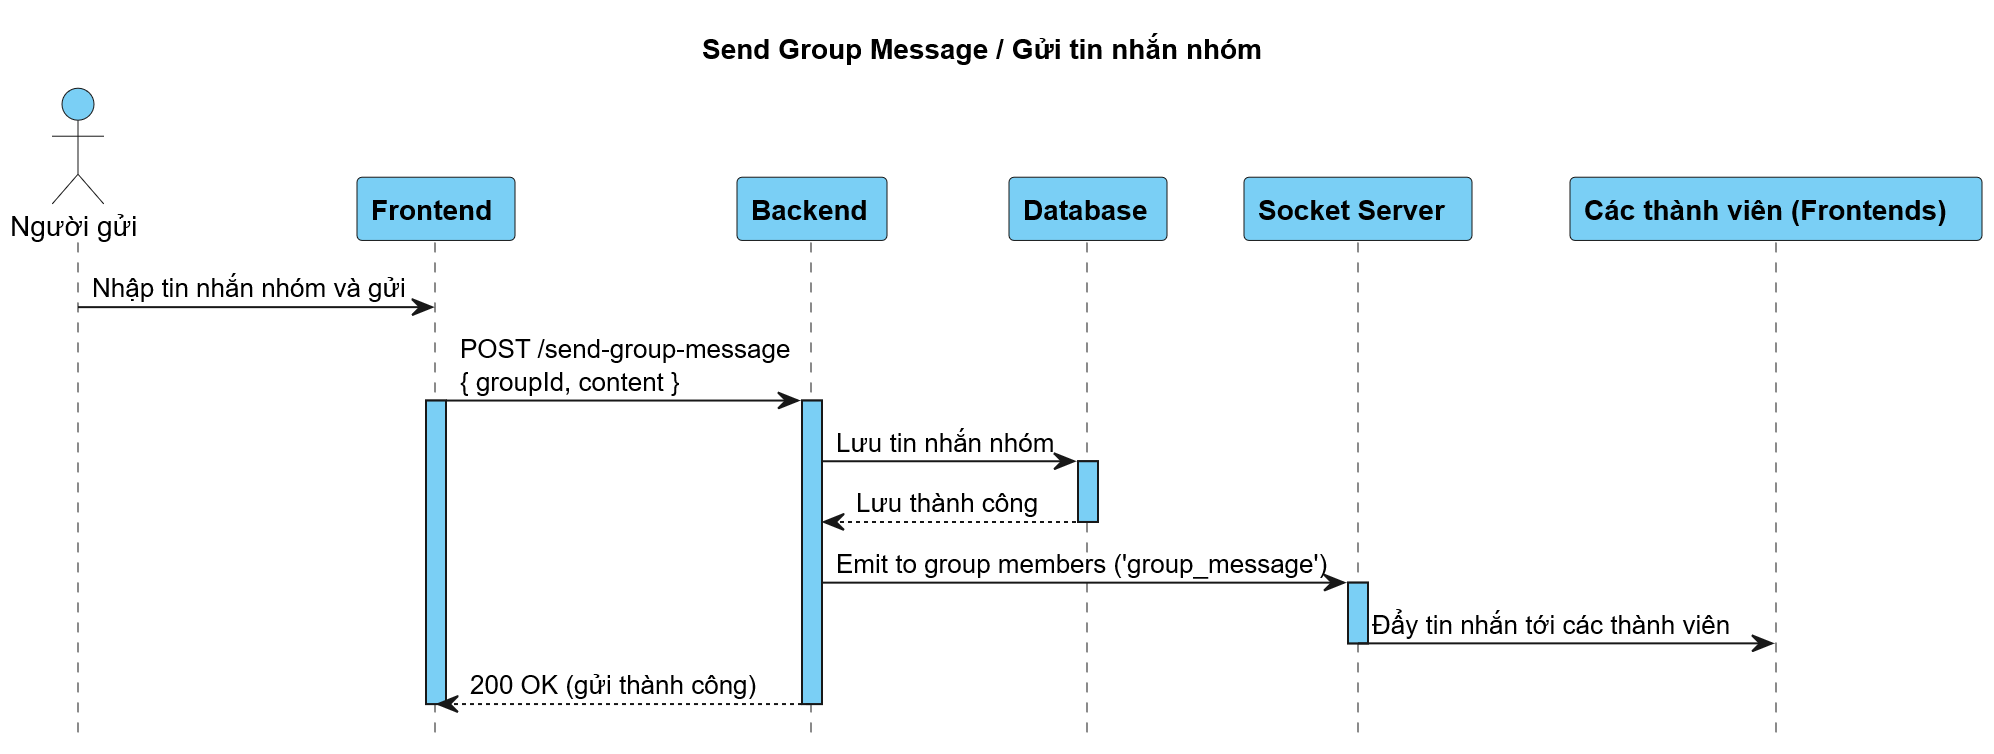 Send Group Message / Gửi tin nhắn nhóm
Người gửi
Frontend
Backend
Database
Socket Server
Các thành viên (Frontends)
Nhập tin nhắn nhóm và gửi
POST /send-group-message
{ groupId, content }
Lưu tin nhắn nhóm
Lưu thành công
Emit to group members ('group_message')
Đẩy tin nhắn tới các thành viên
200 OK (gửi thành công)